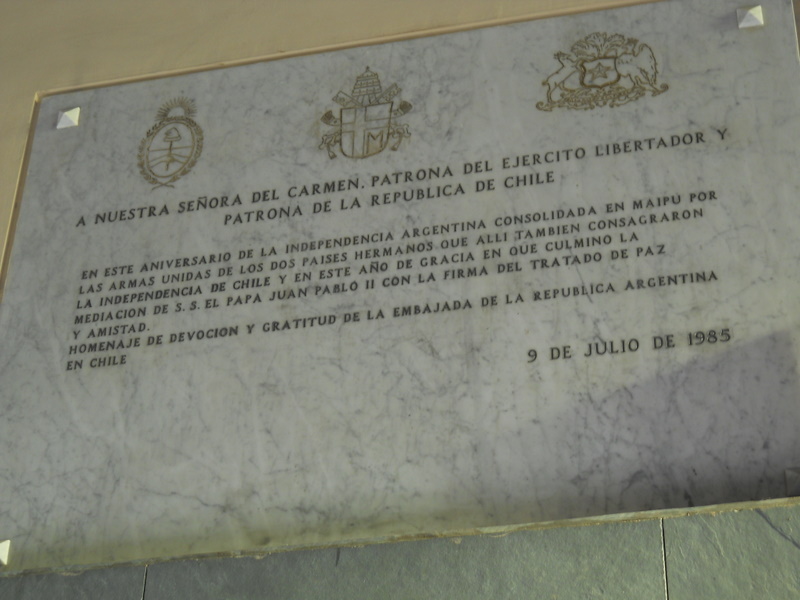 A NUESTRA SEÑORA DEL CARMEN. PATRONA DEL EJERCITO LIBERTADOR Y
PATRONA DE LA REPUBLICA DE CHILE
EN ESTE ANIVERSARIO DE LA INDEPENDENCIA ARGENTINA CONSOLIDADA EN MAIPU POR
LAS ARMAS UNIDAS DE LOS DOS PAISES HERMANOS QUE ALLI TAMBIEN CONSAGRARON
LA INDEPENDENCIA DE CHILE Y EN ESTE AÑO DE GRACIA EN QUE CULMINO LA
MEDIACION DE S.S. EL PAPA JUAN PABLO II CON LA FIRMA DEL TRATADO DE PAZ
Y AMISTAD.
HOMENAJE DE DEVOCION Y GRATITUD DE LA EMBAJADA DE LA REPUBLICA ARGENTINA
EN CHILE
9 DE JULIO DE 1985